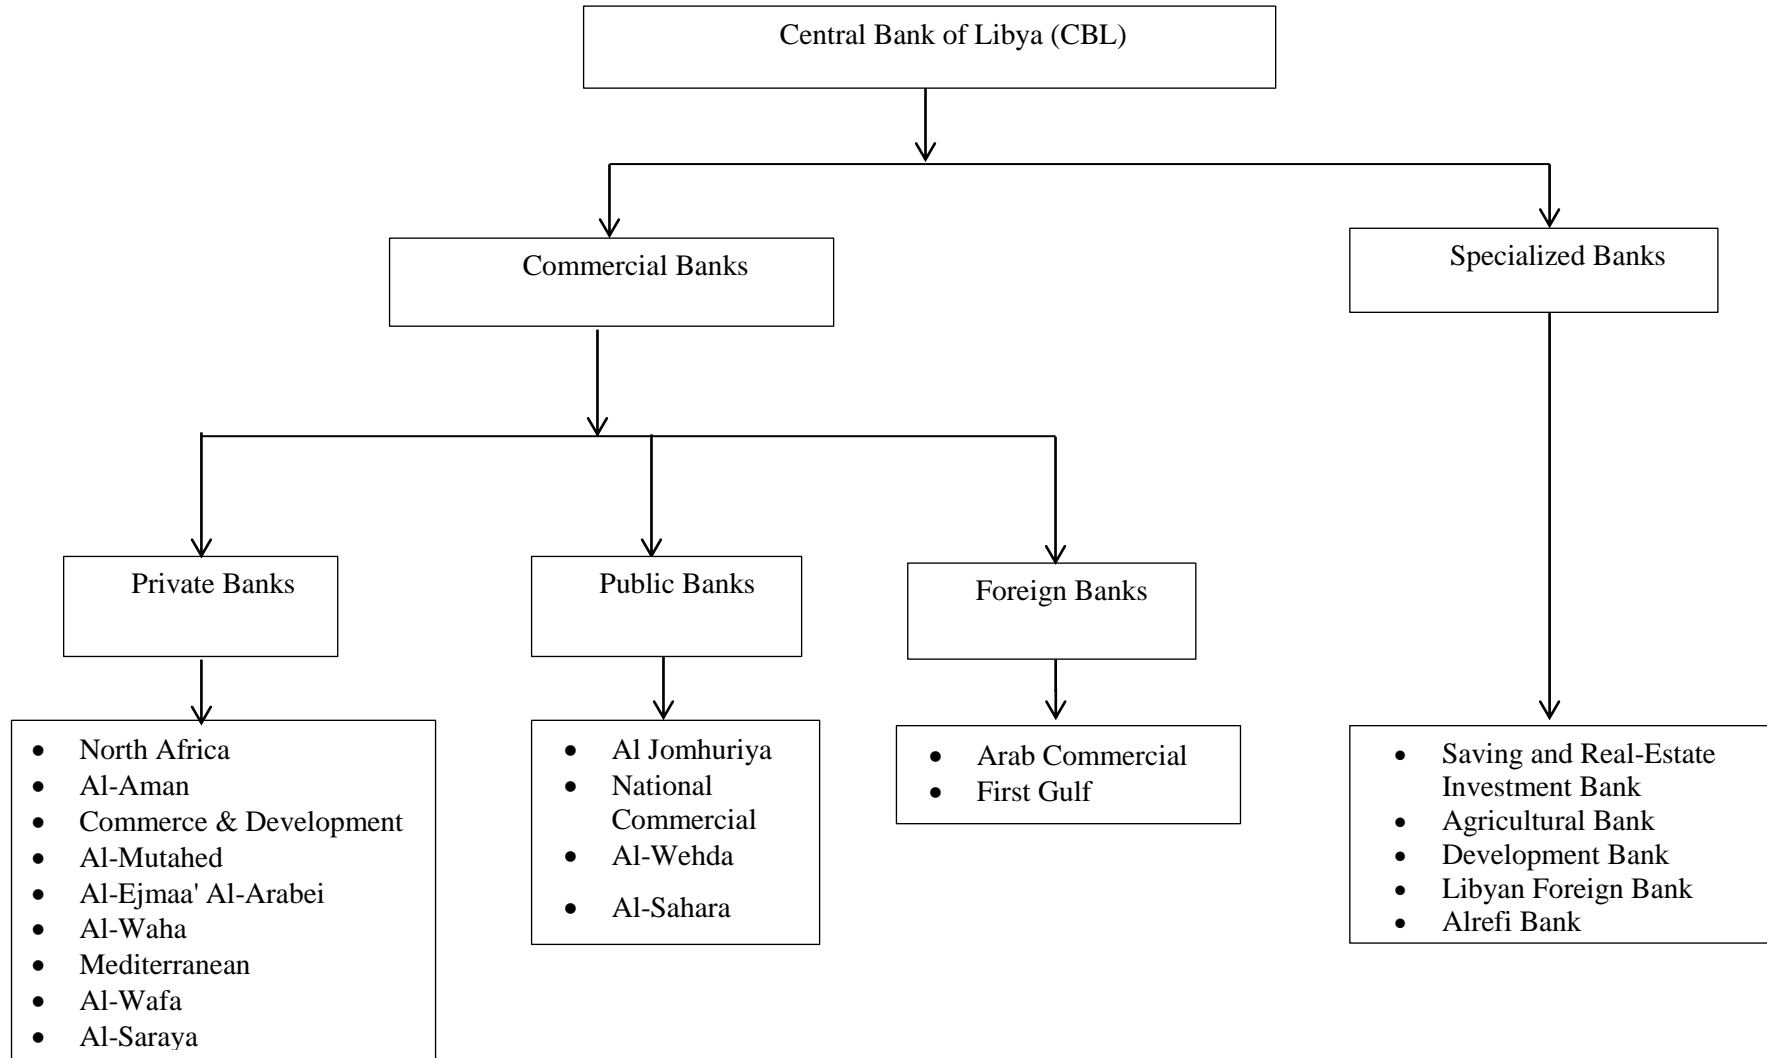 Central Bank of Libya (CBL)
Commercial Banks
Specialized Banks
Private Banks
Public Banks
Foreign Banks
• North Africa
• Al-Aman
• Commerce & Development
• Al-Mutahed
• Al-Ejmaa' Al-Arabei
• Al-Waha
• Mediterranean
• Al-Wafa
• Al-Saraya
• Al Jomhuriya
• National
Commercial
• Al-Wehda
• Al-Sahara
• Arab Commercial
• First Gulf
• Saving and Real-Estate
Investment Bank
• Agricultural Bank
• Development Bank
• Libyan Foreign Bank
• Alrefi Bank